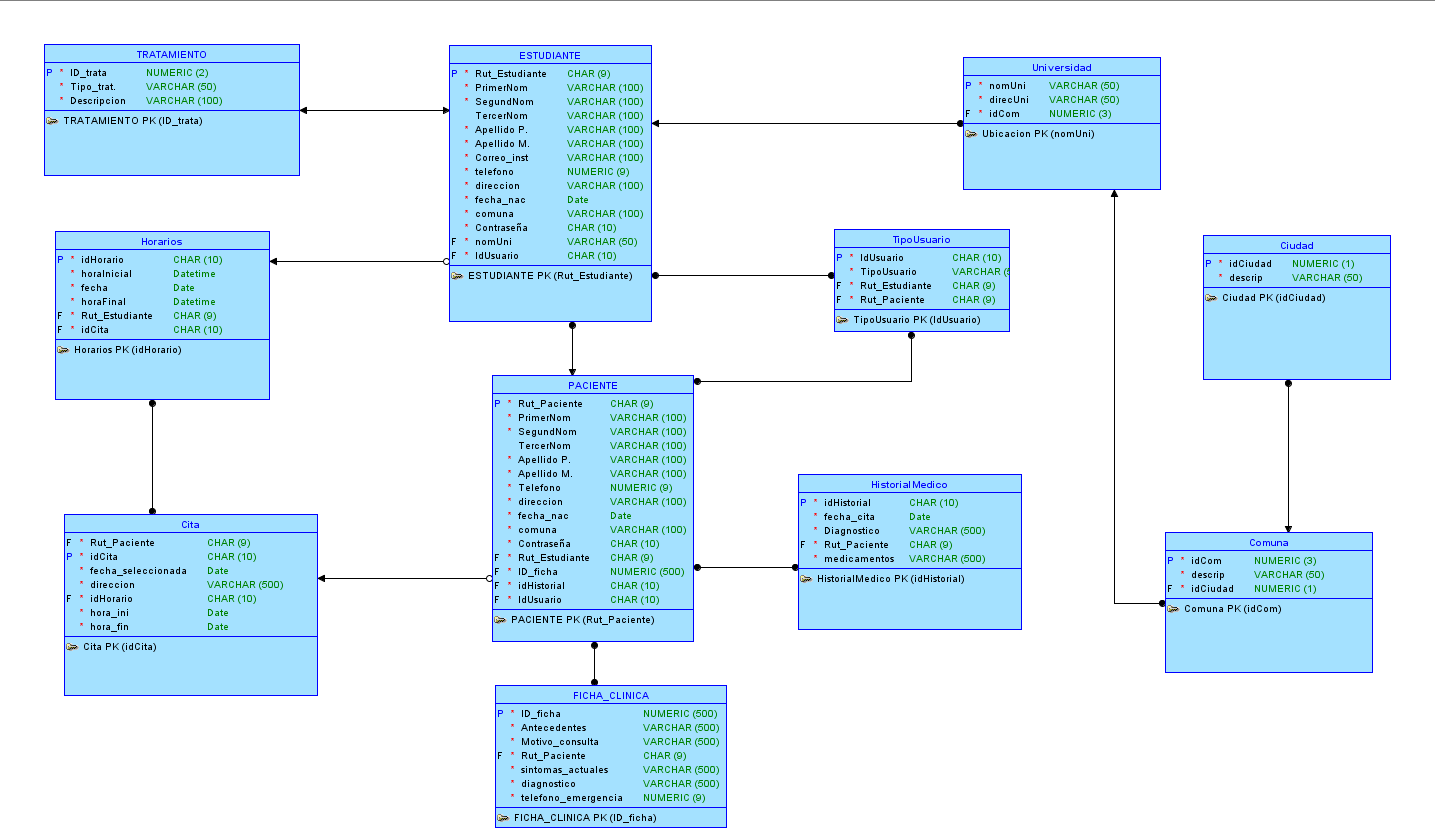 TRATAMIENTO
P * ID_trata NUMERIC (2)
* Tipo_trat. VARCHAR (50)
* Descripcion VARCHAR (100)
TRATAMIENTO PK (ID_trata)
ESTUDIANTE
P * Rut_Estudiante CHAR (9)
* PrimerNom VARCHAR (100)
* SegundNom VARCHAR (100)
TercerNom VARCHAR (100)
* Apellido P. VARCHAR (100)
* Apellido M. VARCHAR (100)
* Correo_inst VARCHAR (100)
* telefono NUMERIC (9)
* direccion VARCHAR (100)
* fecha_nac Date
* comuna VARCHAR (100)
* Contraseña CHAR (10)
F * nomUni VARCHAR (50)
F * IdUsuario CHAR (10)
ESTUDIANTE PK (Rut_Estudiante)
Universidad
P * nomUni VARCHAR (50)
* direcUni VARCHAR (50)
F * idCom NUMERIC (3)
Ubicacion PK (nomUni)
Horarios
P * idHorario CHAR (10)
* horaInicial Datetime
* fecha Date
* horaFinal Datetime
F * Rut_Estudiante CHAR (9)
F * idCita CHAR (10)
Horarios PK (idHorario)
TipoUsuario
P * IdUsuario CHAR (10)
* TipoUsuario VARCHAR (5
F * Rut_Estudiante CHAR (9)
F * Rut_Paciente CHAR (9)
TipoUsuario PK (IdUsuario)
Ciudad
P * idCiudad NUMERIC (1)
* descrip VARCHAR (50)
Ciudad PK (idCiudad)
PACIENTE
P * Rut_Paciente CHAR (9)
* PrimerNom VARCHAR (100)
* SegundNom VARCHAR (100)
TercerNom VARCHAR (100)
* Apellido P. VARCHAR (100)
* Apellido M. VARCHAR (100)
* Telefono NUMERIC (9)
* direccion VARCHAR (100)
* fecha_nac Date
* comuna VARCHAR (100)
* Contraseña CHAR (10)
F * Rut_Estudiante CHAR (9)
F * ID_ficha NUMERIC (500)
F * idHistorial CHAR (10)
F * IdUsuario CHAR (10)
PACIENTE PK (Rut_Paciente)
HistorialMedico
P * idHistorial CHAR (10)
* fecha_cita Date
* Diagnostico VARCHAR (500)
F * Rut_Paciente CHAR (9)
* medicamentos VARCHAR (500)
HistorialMedico PK (idHistorial)
Cita
F * Rut_Paciente CHAR (9)
P * idCita CHAR (10)
* fecha_seleccionada Date
* direccion VARCHAR (500)
F * idHorario CHAR (10)
* hora_ini Date
* hora_fin Date
Cita PK (idCita)
Comuna
P * idCom NUMERIC (3)
* descrip VARCHAR (50)
F * idCiudad NUMERIC (1)
Comuna PK (idCom)
FICHA_CLINICA
P * ID_ficha NUMERIC (500)
* Antecedentes VARCHAR (500)
* Motivo_consulta VARCHAR (500)
F * Rut_Paciente CHAR (9)
* sintomas_actuales VARCHAR (500)
* diagnostico VARCHAR (500)
* telefono_emergencia NUMERIC (9)
FICHA_CLINICA PK (ID_ficha)